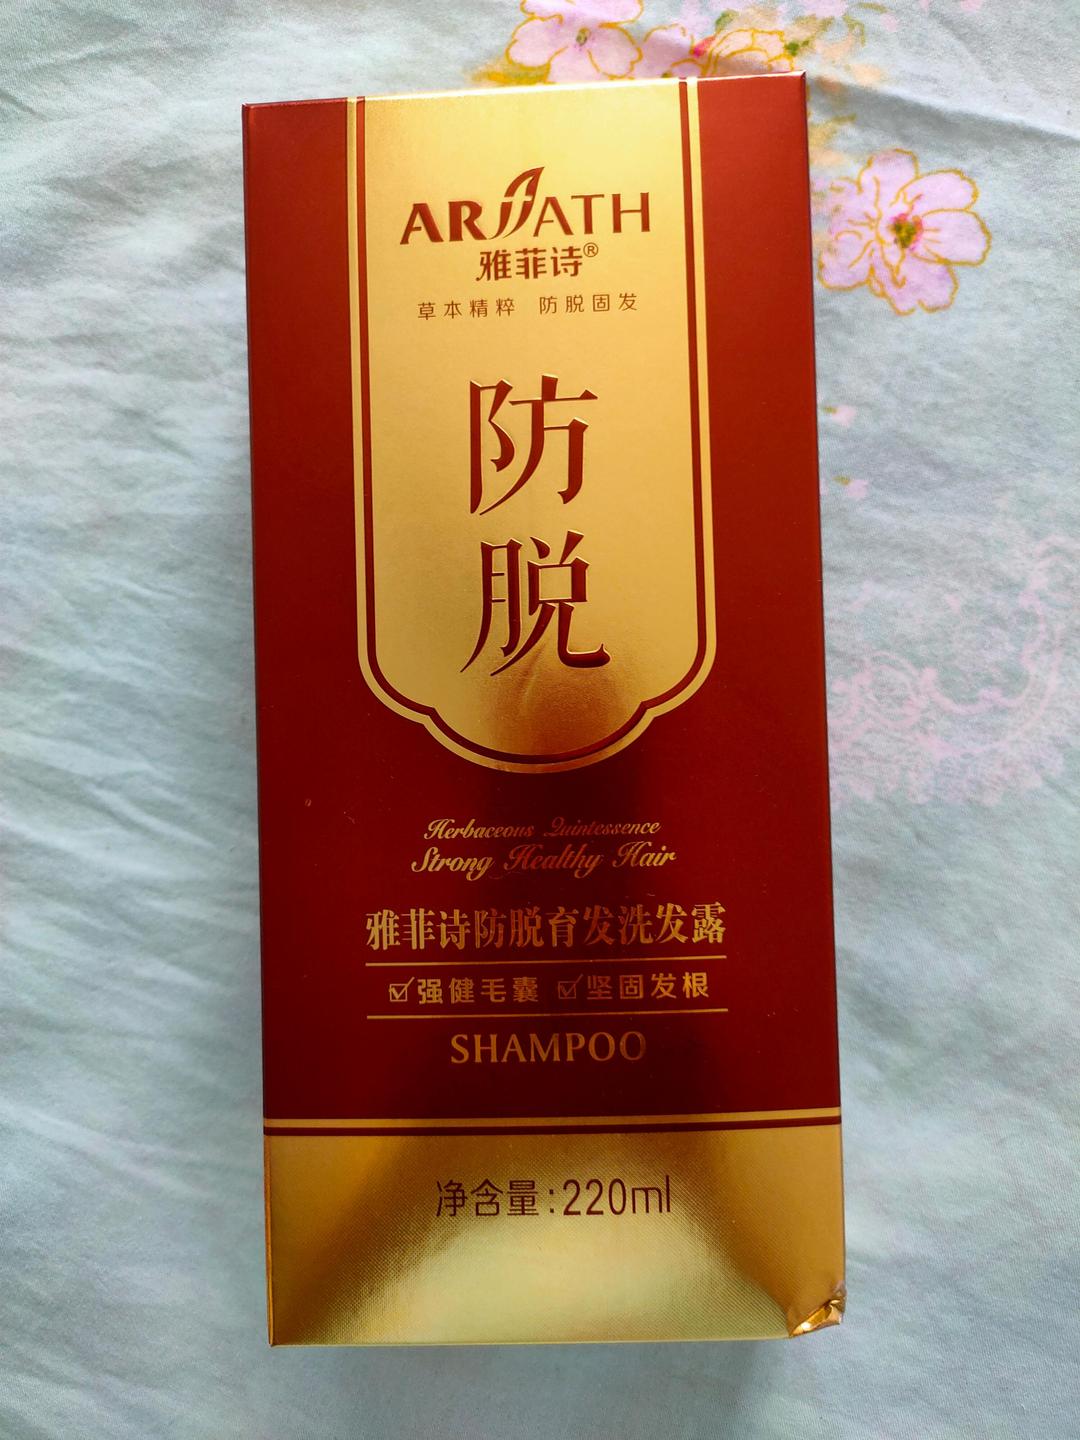 ARJFATH
雅菲诗®
草本精粹 防脱固发
防
脱
Herbaceous Quintessence
Strong Healthy Hair
雅菲诗防脱育发洗发露
☑强健毛囊 ☑坚固发根
SHAMPOO
净含量:220ml